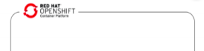 RED HAT
OPENSHIFT
Container Platform